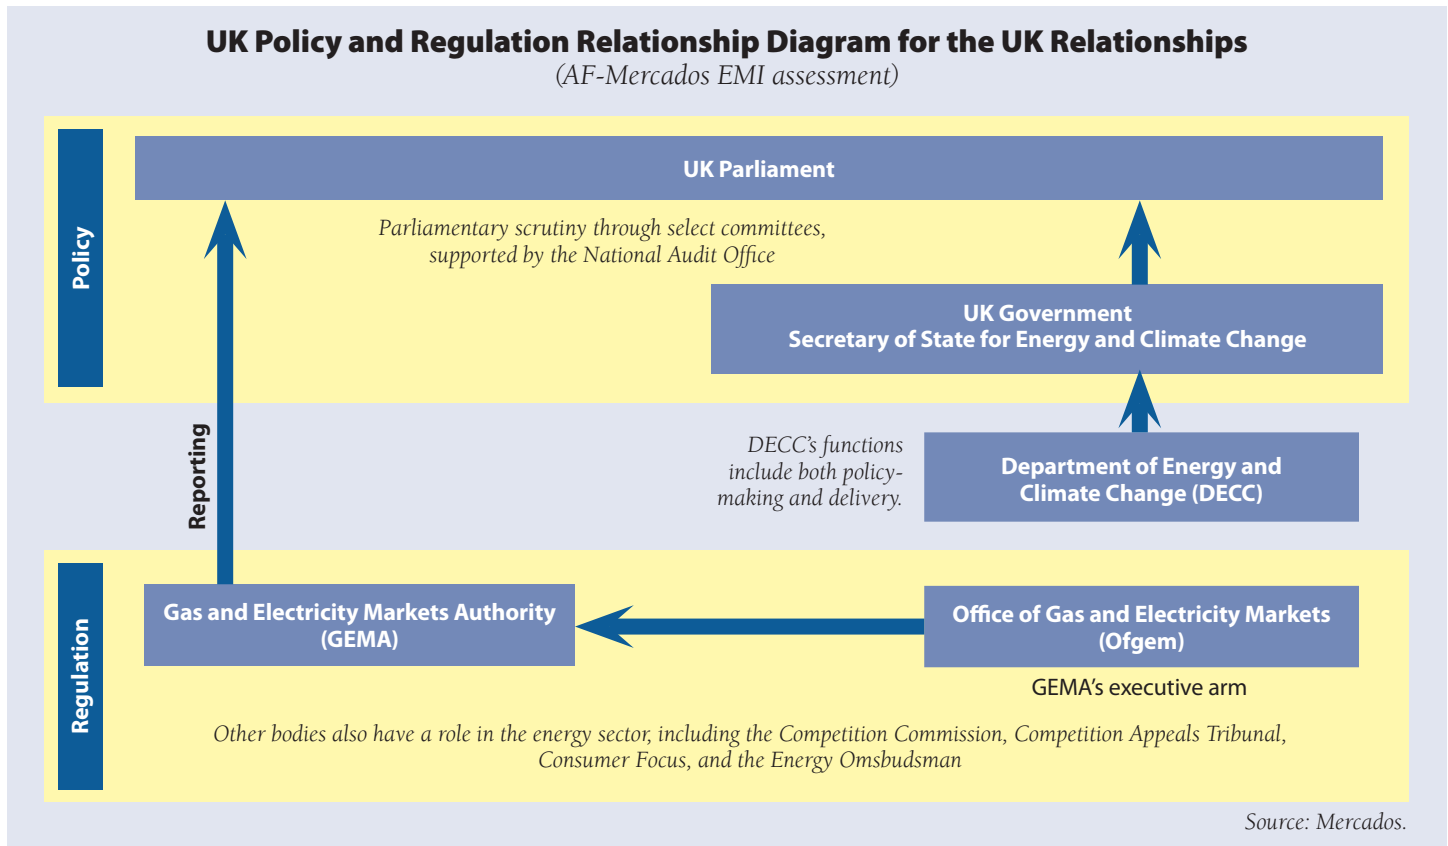 UK Policy and Regulation Relationship Diagram for the UK Relationships
(AF-Mercados EMI assessment)
Policy
UK Parliament
Parliamentary scrutiny through select committees,
supported by the National Audit Office
UK Government
Secretary of State for Energy and Climate Change
Reporting
DECC's functions
include both policy-
making and delivery.
Department of Energy and
Climate Change (DECC)
Regulation
Gas and Electricity Markets Authority
(GEMA)
Office of Gas and Electricity Markets
(Ofgem)
GEMA's executive arm
Other bodies also have a role in the energy sector, including the Competition Commission, Competition Appeals Tribunal,
Consumer Focus, and the Energy Omsbudsman
Source: Mercados.